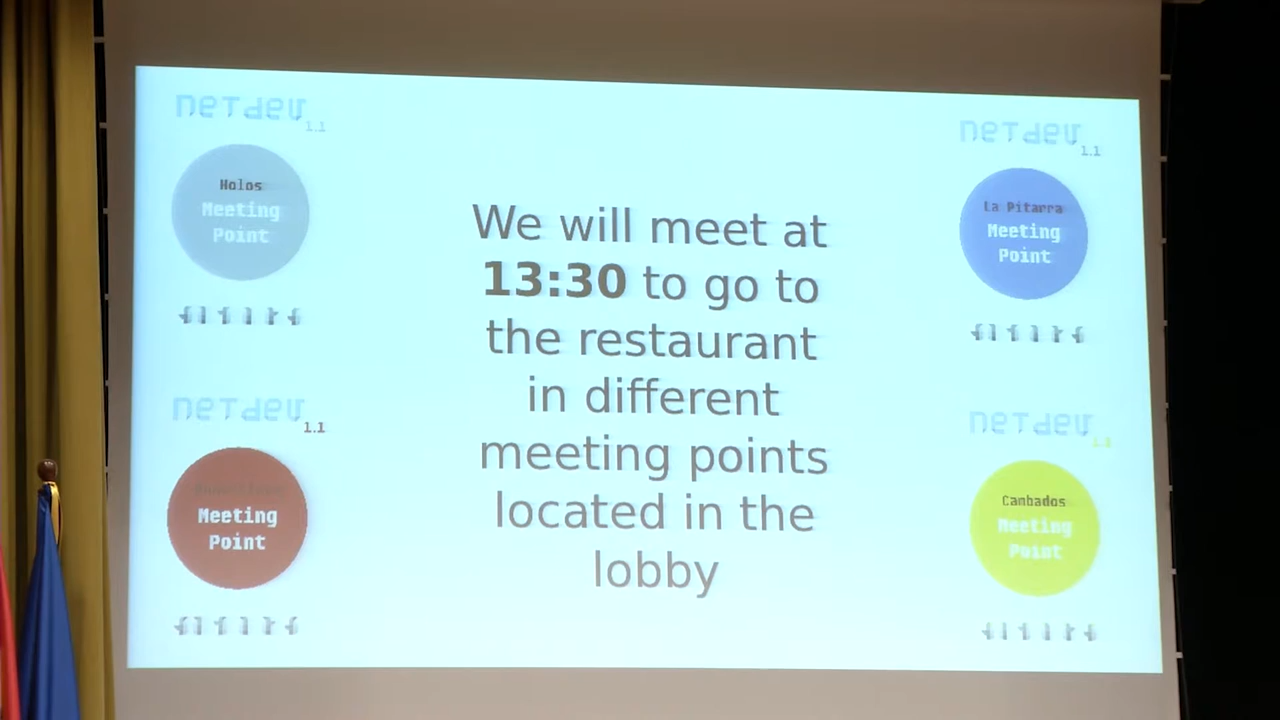 netdev 1.1
Halos
Meeting
Point
netdev 1.1
Meeting
Point
We will meet at
13:30 to go to
the restaurant
in different
meeting points
located in the
lobby
netdev 1.1
La Pitarra
Meeting
Point
netdev
Cambados
Meeting
Point